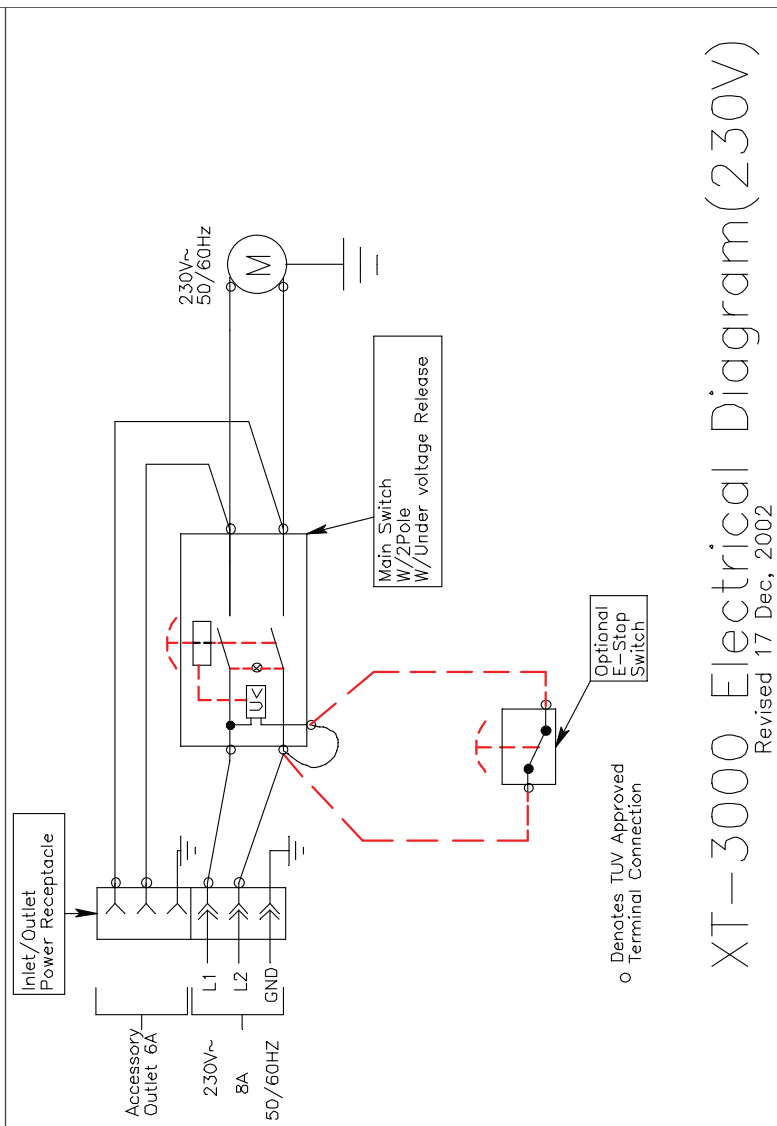 Inlet/Outlet
Power Receptacle
Accessory
Outlet 6A
230V~
8A
50/60HZ
L1
L2
GND
U<
230V~
50/60Hz
M
Main Switch
W/2Pole
W/Under voltage Release
Optional
E-Stop
Switch
o Denotes TUV Approved
Terminal Connection
XT-3000 Electrical Diagram(230V)
Revised 17 Dec, 2002